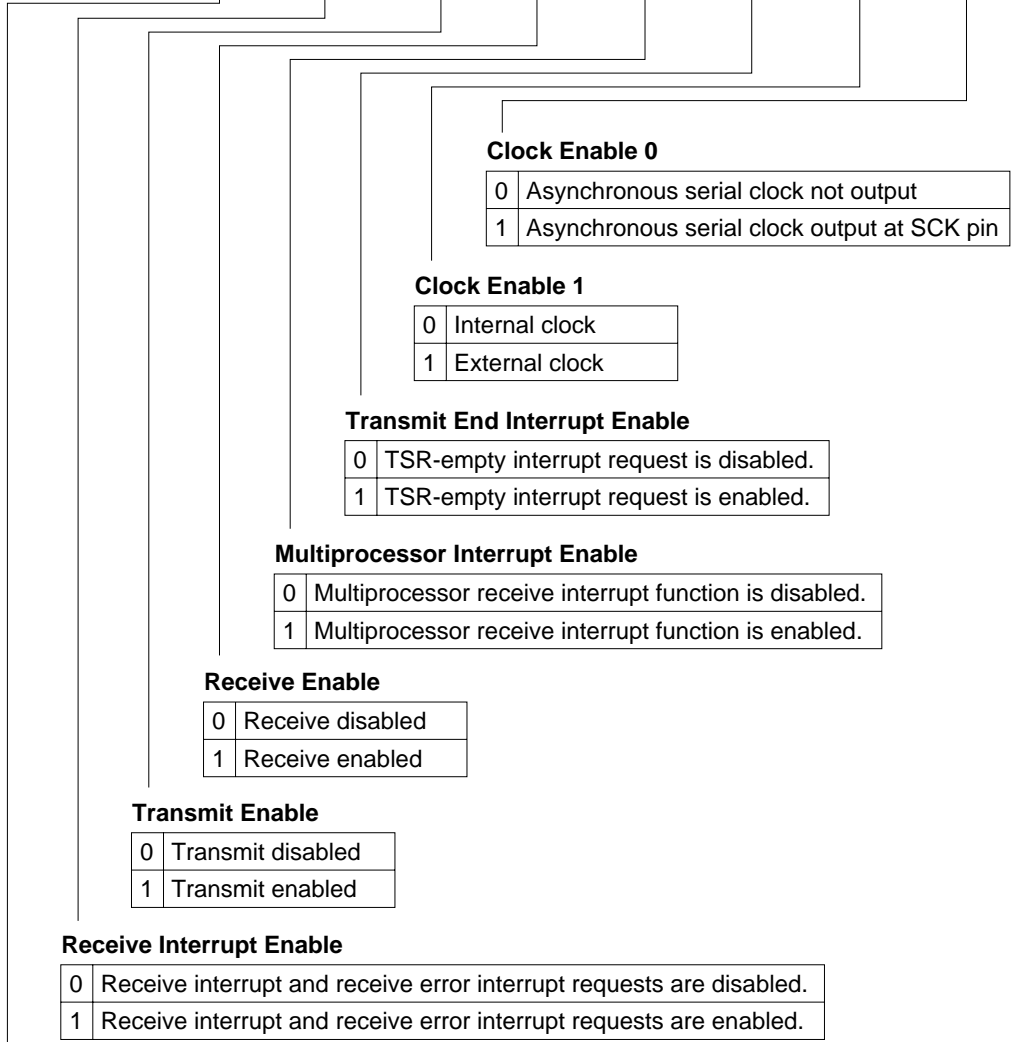 Clock Enable 0
0 Asynchronous serial clock not output
1 Asynchronous serial clock output at SCK pin
Clock Enable 1
0 Internal clock
1 External clock
Transmit End Interrupt Enable
0 TSR-empty interrupt request is disabled.
1 TSR-empty interrupt request is enabled.
Multiprocessor Interrupt Enable
0 Multiprocessor receive interrupt function is disabled.
1 Multiprocessor receive interrupt function is enabled.
Receive Enable
0 Receive disabled
1 Receive enabled
Transmit Enable
0 Transmit disabled
1 Transmit enabled
Receive Interrupt Enable
0 Receive interrupt and receive error interrupt requests are disabled.
1 Receive interrupt and receive error interrupt requests are enabled.